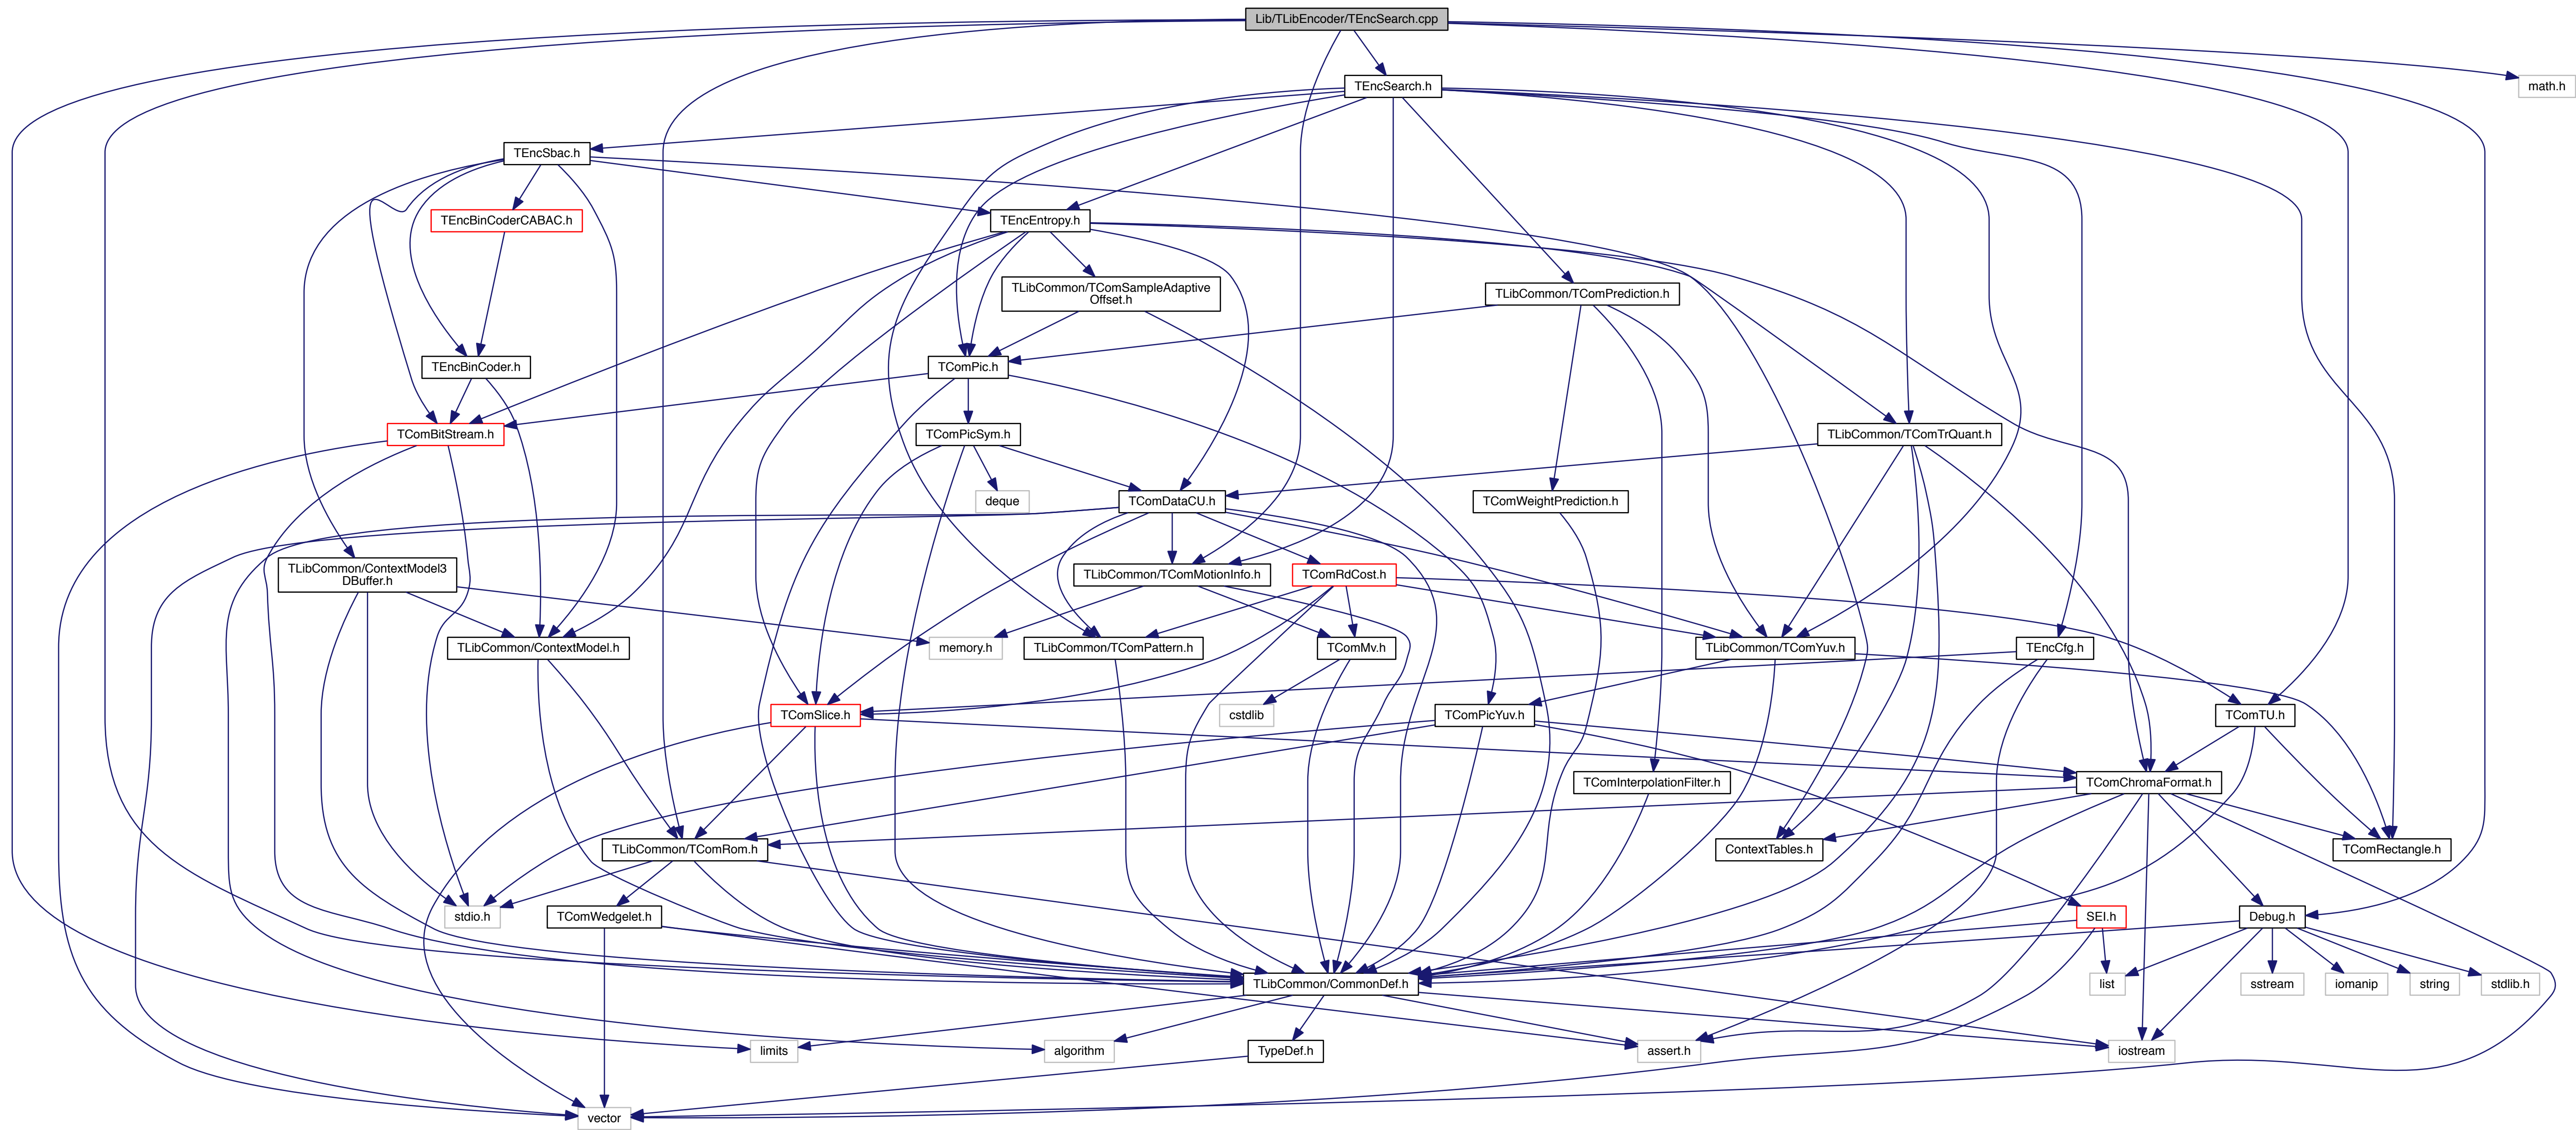 Lib/TLibEncoder/TEncSearch.cpp
TEncSearch.h
math.h
TEncSbac.h
TEncBinCoderCABAC.h
TEncEntropy.h
TLibCommon/TComSampleAdaptive
Offset.h
TLibCommon/TComPrediction.h
TEncBinCoder.h
TComPic.h
TComBitStream.h
TComPicSym.h
TLibCommon/TComTrQuant.h
deque
TComDataCU.h
TComWeightPrediction.h
TLibCommon/ContextModel3
DBuffer.h
TLibCommon/TComMotionInfo.h
TComRdCost.h
TLibCommon/ContextModel.h
memory.h
TLibCommon/TComPattern.h
TComMv.h
TLibCommon/TComYuv.h
TEncCfg.h
TComSlice.h
cstdlib
TComPicYuv.h
TComTU.h
TComInterpolationFilter.h
TComChromaFormat.h
TLibCommon/TComRom.h
ContextTables.h
TComRectangle.h
stdio.h
TComWedgelet.h
SEI.h
Debug.h
TLibCommon/CommonDef.h
list
sstream
iomanip
string
stdlib.h
limits
algorithm
TypeDef.h
assert.h
iostream
vector